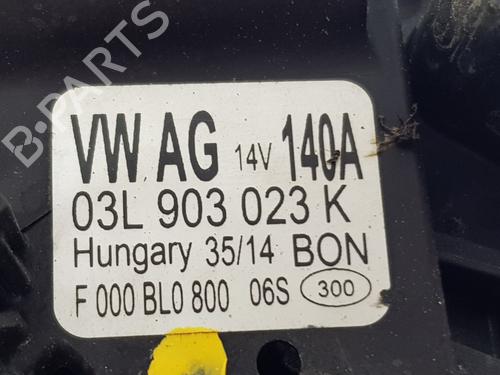 B-PARTS
VW AG 14V 140A
03L 903 023 K
Hungary 35/14 BON
F 000 BL0 800 06S 300